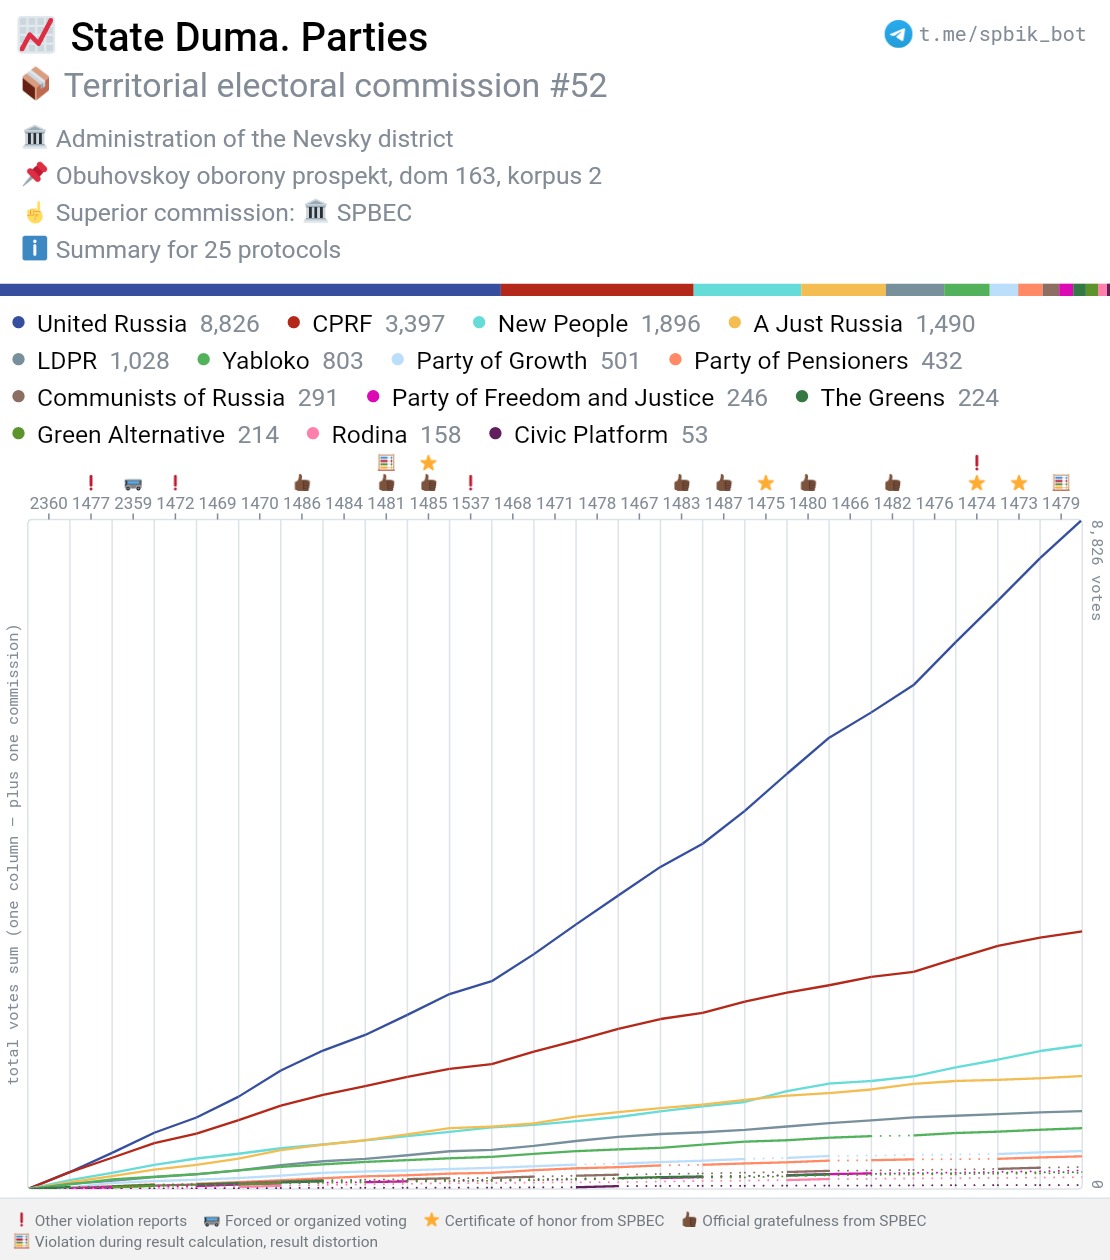 State Duma. Parties
t.me/spbik_bot
Territorial electoral commission #52
Administration of the Nevsky district
Obuhovskoy oborony prospekt, dom 163, korpus 2
Superior commission: SPBEC
Summary for 25 protocols
United Russia 8,826 CPRF 3,397 New People 1,896 A Just Russia 1,490
LDPR 1,028 Yabloko 803 Party of Growth 501 Party of Pensioners 432
Communists of Russia 291 Party of Freedom and Justice 246 The Greens 224
Green Alternative 214 Rodina 158 Civic Platform 53
2360 1477 2359 1472 1469 1470 1486 1484 1481 1485 1537 1468 1471 1478 1467 1483 1487 1475 1480 1466 1482 1476 1474 1473 1479
8,826 votes
total votes sum (one column — plus one commission)
0
Other violation reports Forced or organized voting Certificate of honor from SPBEC Official gratefulness from SPBEC
Violation during result calculation, result distortion